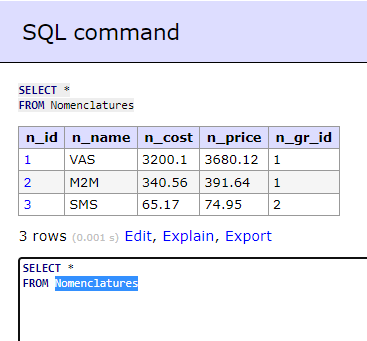 SQL command
SELECT *
FROM Nomenclatures
n_id n_name n_cost n_price n_gr_id
1 VAS 3200.1 3680.12 1
2 M2M 340.56 391.64 1
3 SMS 65.17 74.95 2
3 rows (0.001 s) Edit, Explain, Export
SELECT *
FROM Nomenclatures